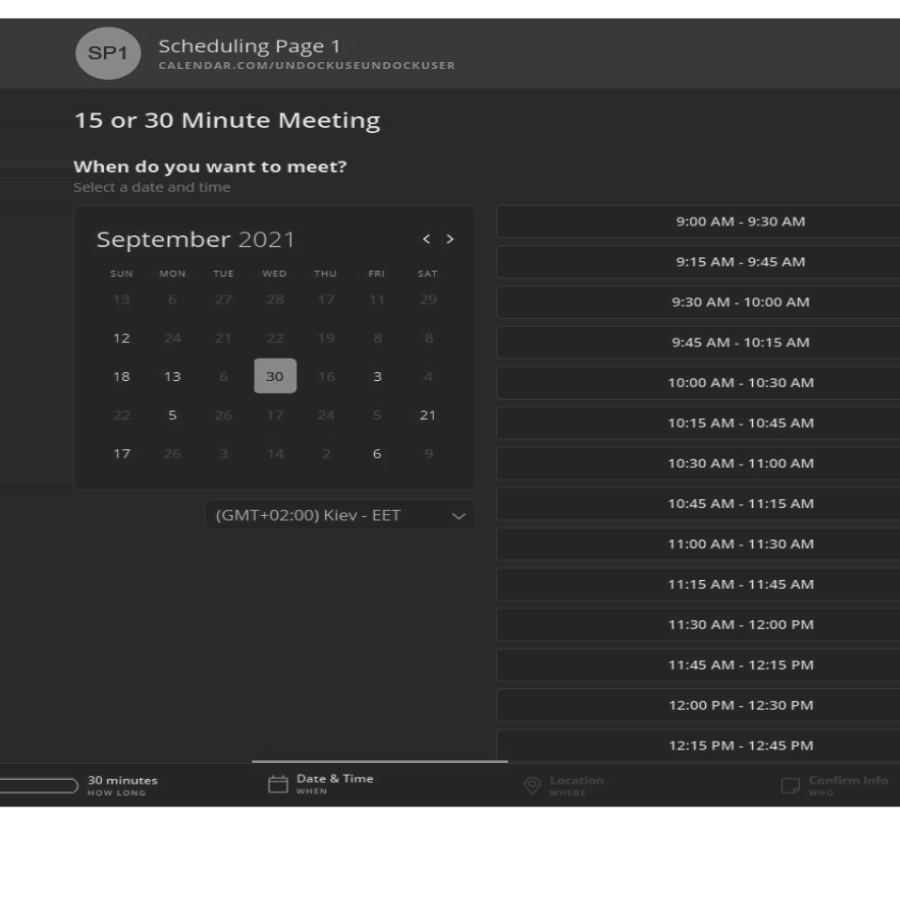 SP1
Scheduling Page 1
CALENDAR.COM/UNDOCKUSEUNDOCKUSER
15 or 30 Minute Meeting
When do you want to meet?
Select a date and time
September 2021 < >
SUN MON TUE WED THU FRI SAT
13 6 27 28 17 11 29
12 24 21 22 19 8 8
18 13 6 30 16 3 4
22 5 26 17 24 5 21
17 26 3 14 2 6 9
(GMT+02:00) Kiev - EET
9:00 AM - 9:30 AM
9:15 AM - 9:45 AM
9:30 AM - 10:00 AM
9:45 AM - 10:15 AM
10:00 AM - 10:30 AM
10:15 AM - 10:45 AM
10:30 AM - 11:00 AM
10:45 AM - 11:15 AM
11:00 AM - 11:30 AM
11:15 AM - 11:45 AM
11:30 AM - 12:00 PM
11:45 AM - 12:15 PM
12:00 PM - 12:30 PM
12:15 PM - 12:45 PM
30 minutes
HOW LONG
Date & Time
WHEN
Location
WHERE
Confirm Info
WHO